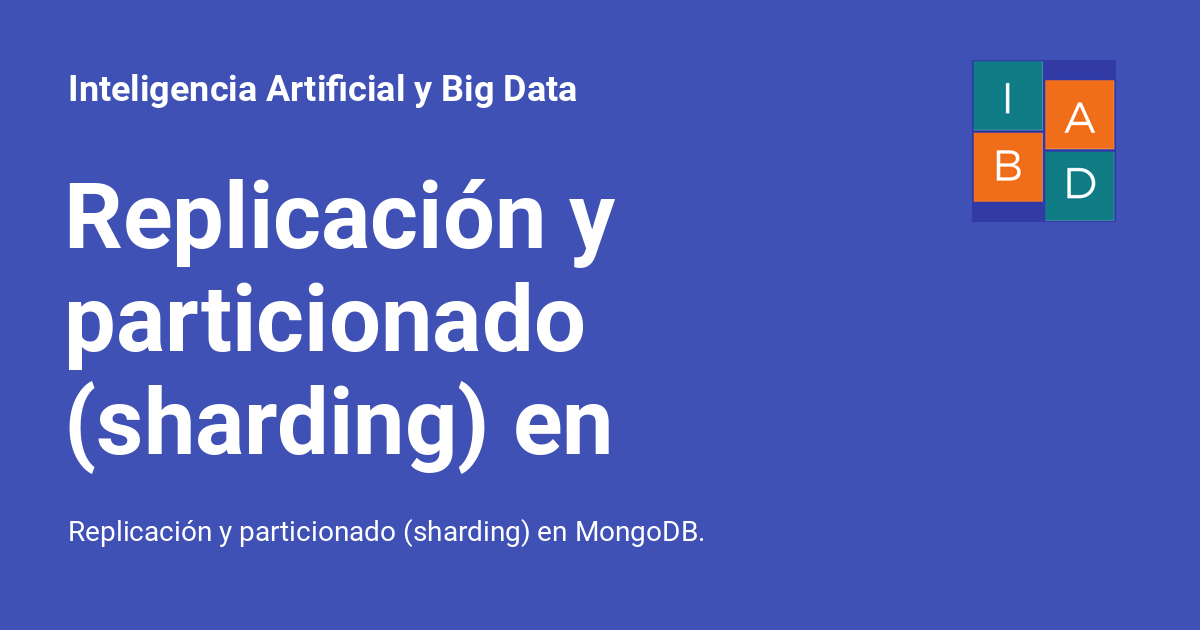 Inteligencia Artificial y Big Data
I
A
B
D
Replicación y
particionado
(sharding) en
Replicación y particionado (sharding) en MongoDB.